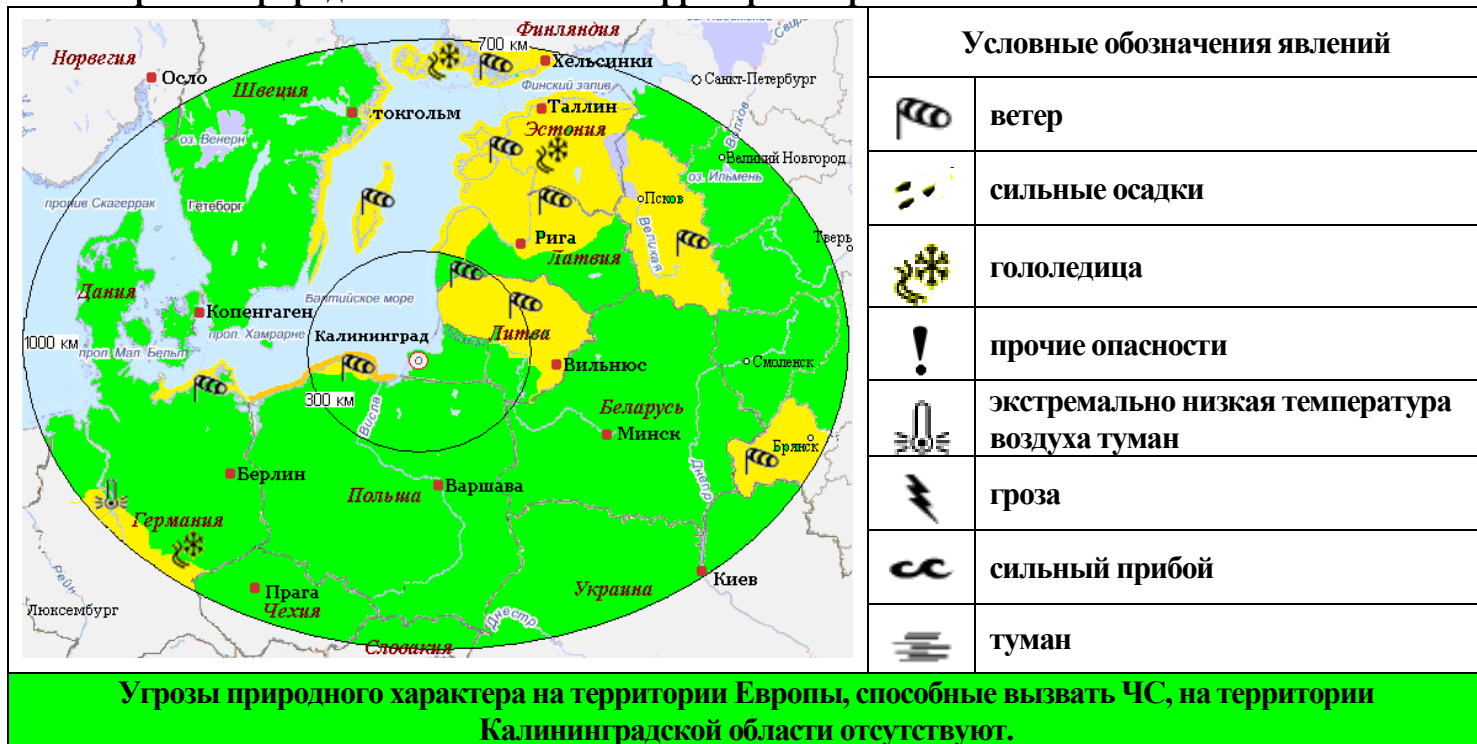 Финляндия
700 км
Норвегия
Хельсинки
Осло
Санкт-Петербург
Финский залив
Швеция
Таллин
токгольм
Эстония
Волхов
оз. Венерн
Великий Новгород
оз. Ильмень
Псков
пролив Скагеррак
Гётеборг
Великая
Рига
Тверь
Латвия
Дания
Балтийское море
Копенгаген
Калининград
Литва
проп. Хамрарне
1000 км
проп. Мал. Бельт
Вильнюс
Смоленск
300 км
Висла
Беларусь
Минск
Брянск
Днепр
Берлин
Польша
Варшава
Германия
Киев
Рейн
Прага
Украина
Люксембург
Чехия
Днестр
Словакия
Условные обозначения явлений
ветер
сильные осадки
гололедица
прочие опасности
экстремально низкая температура
воздуха туман
гроза
сильный прибой
туман
Угрозы природного характера на территории Европы, способные вызвать ЧС, на территории
Калининградской области отсутствуют.